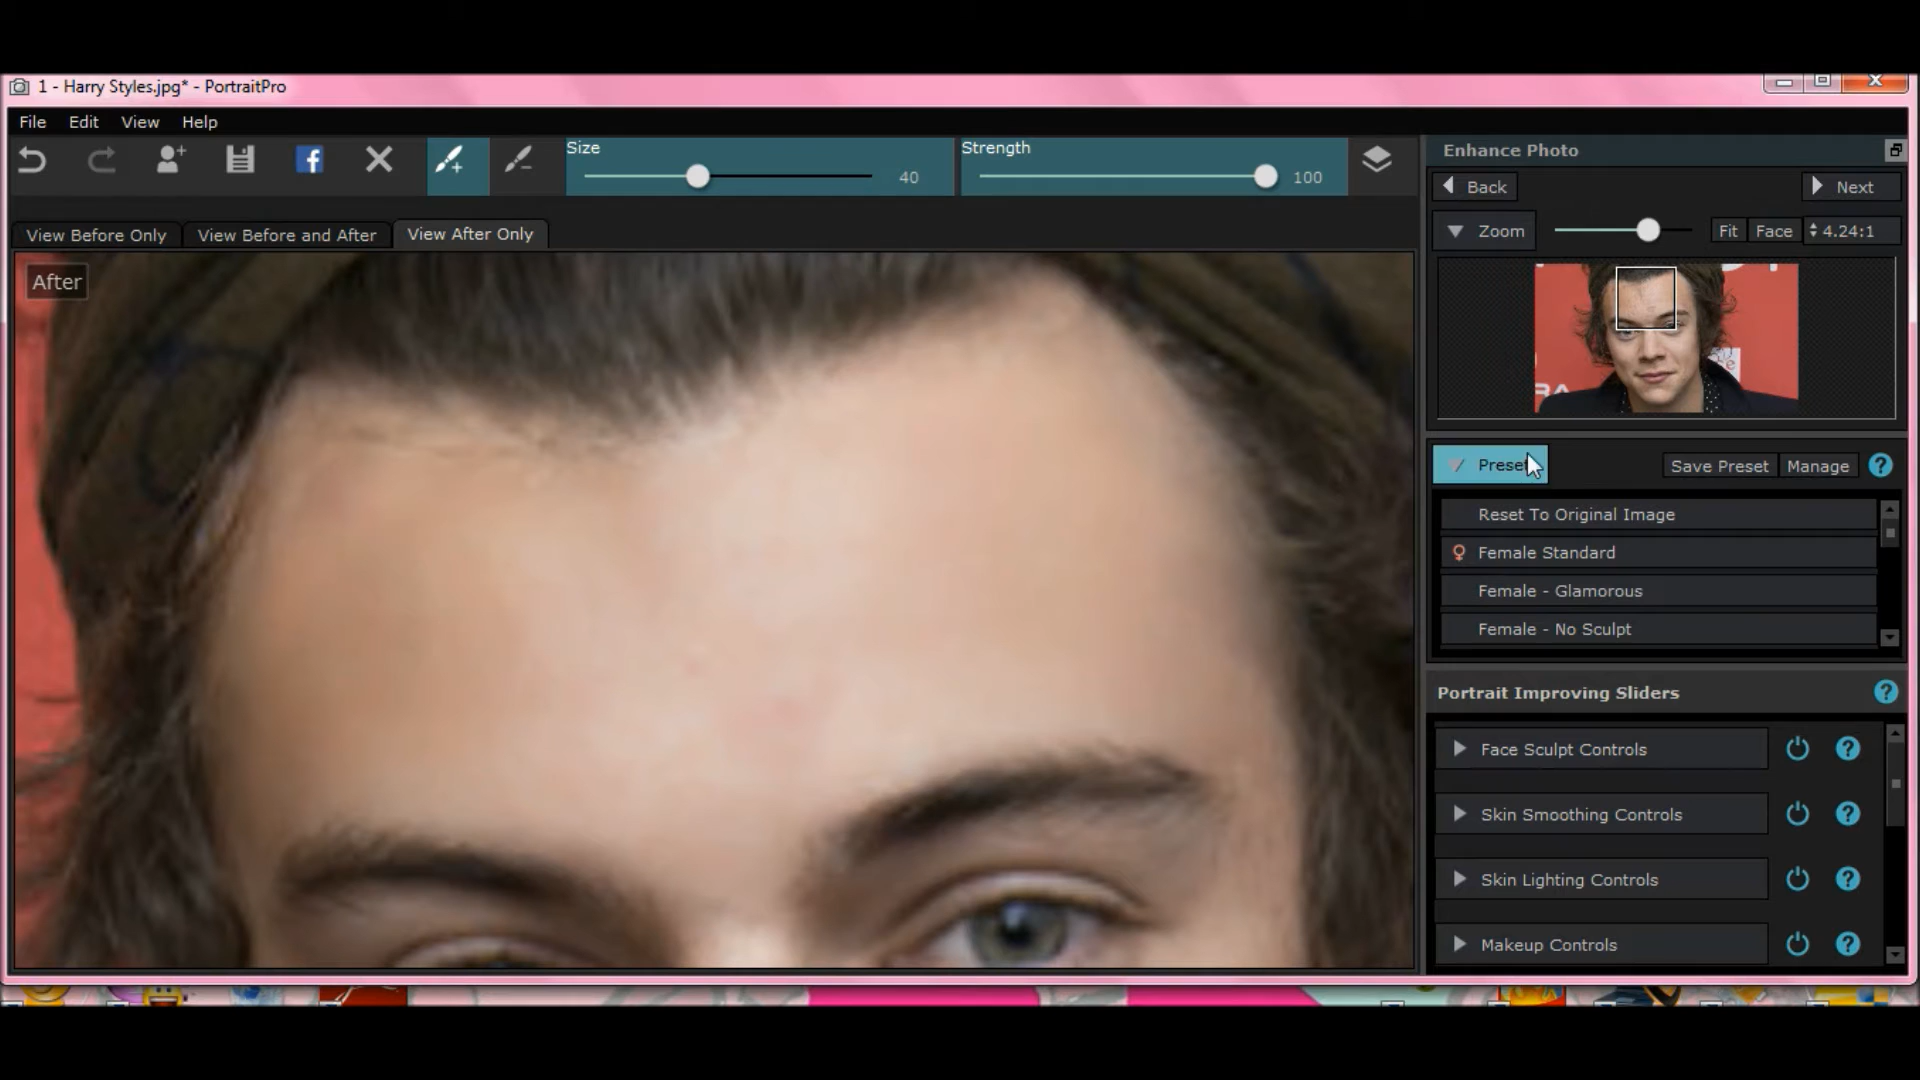 1 - Harry Styles.jpg* - PortraitPro
File Edit View Help
Size
40
Strength
100
Enhance Photo
Back
Next
Zoom
Fit
Face
4.24:1
View Before Only
View Before and After
View After Only
After
Save Preset
Manage
Reset To Original Image
Female Standard
Female - Glamorous
Female - No Sculpt
Portrait Improving Sliders
Face Sculpt Controls
Skin Smoothing Controls
Skin Lighting Controls
Makeup Controls